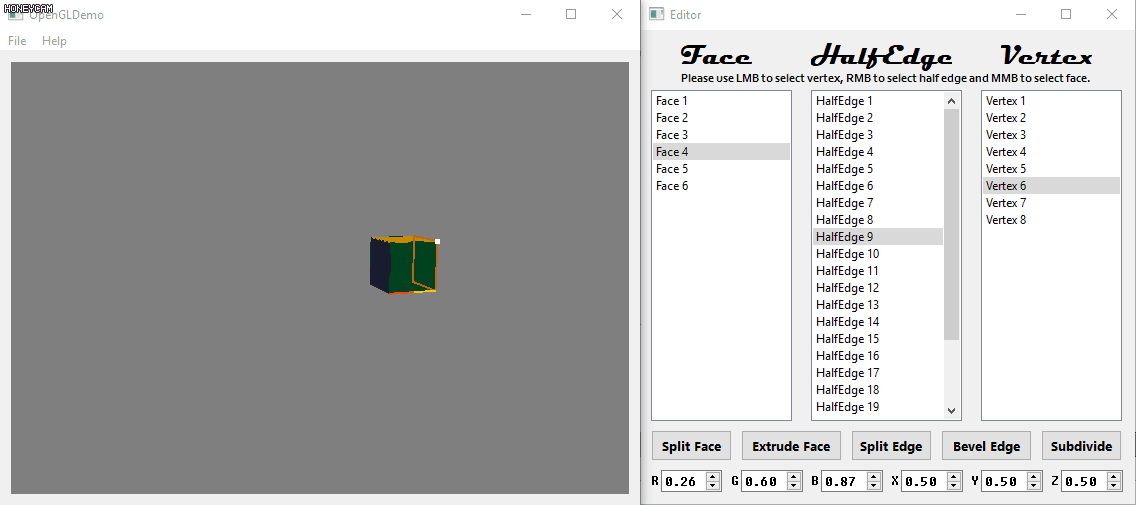 HONEYCAM
OpenGLDemo
File Help
Editor
Face HalfEdge Vertex
Please use LMB to select vertex, RMB to select half edge and MMB to select face.
Face 1
Face 2
Face 3
Face 4
Face 5
Face 6
HalfEdge 1
HalfEdge 2
HalfEdge 3
HalfEdge 4
HalfEdge 5
HalfEdge 6
HalfEdge 7
HalfEdge 8
HalfEdge 9
HalfEdge 10
HalfEdge 11
HalfEdge 12
HalfEdge 13
HalfEdge 14
HalfEdge 15
HalfEdge 16
HalfEdge 17
HalfEdge 18
HalfEdge 19
Vertex 1
Vertex 2
Vertex 3
Vertex 4
Vertex 5
Vertex 6
Vertex 7
Vertex 8
Split Face Extrude Face Split Edge Bevel Edge Subdivide
R 0.26 G 0.60 B 0.87 X 0.50 Y 0.50 Z 0.50